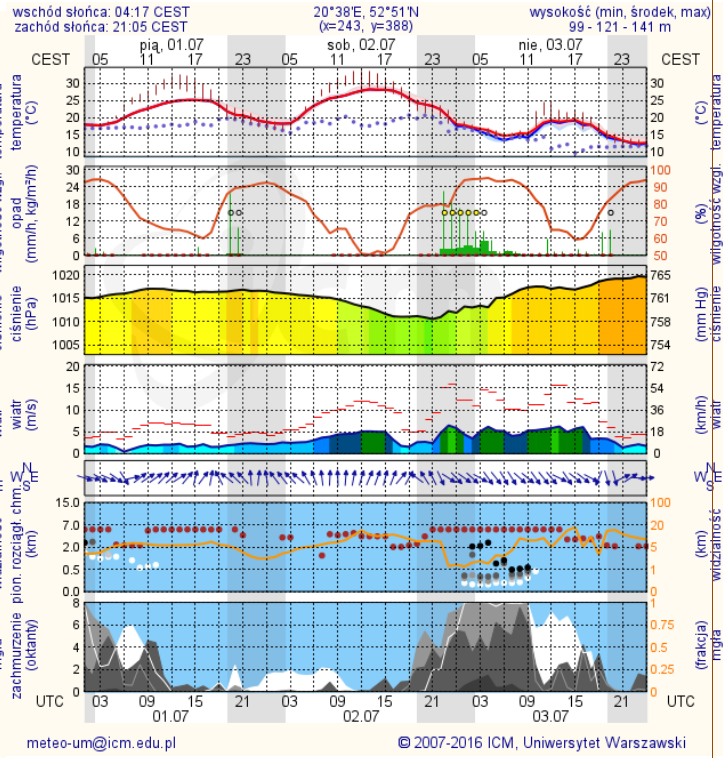 wschód słońca: 04:17 CEST
zachód słońca: 21:05 CEST
20°38'E, 52°51'N
(x=243, y=388)
wysokość (min, środek, max)
99 - 121 - 141 m
pią, 01.07 sob, 02.07 nie, 03.07
CEST 05 11 23 05 11 23 05 11 23 CEST
temperatura
(°C)
30
25
20
15
10
30
25
20
15
10
temperatura
(°C)
opad
(mm/h, kg/m²/h)
30
24
18
12
6
0
100
90
80
70
60
50
(%)
wilgotność wzgl.
ciśnienie
(hPa)
1020
1015
1010
1005
765
761
758
754
(mm Hg)
ciśnienie
wiatr
(m/s)
20
15
10
5
0
72
54
36
18
0
(km/h)
wiatr
N
W E
S
N
W E
S
pion. rozciągł. chm.
(km)
15.0
7.0
2.0
0.5
0.0
100
20
5
1
0
(km)
widzialność
zachmurzenie
(oktanty)
8
6
4
2
0
1
0.75
0.5
0.25
0
(frakcja)
mgła
UTC 03 09 15 21 03 09 15 21 03 09 15 21 UTC
01.07 02.07 03.07
meteo-um@icm.edu.pl
© 2007-2016 ICM, Uniwersytet Warszawski